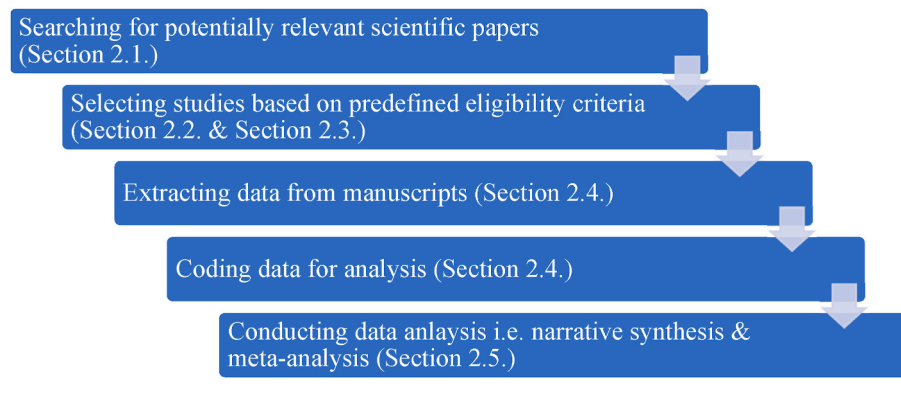 Searching for potentially relevant scientific papers
(Section 2.1.)
Selecting studies based on predefined eligibility criteria
(Section 2.2. & Section 2.3.)
Extracting data from manuscripts (Section 2.4.)
Coding data for analysis (Section 2.4.)
Conducting data anlaysis i.e. narrative synthesis &
meta-analysis (Section 2.5.)